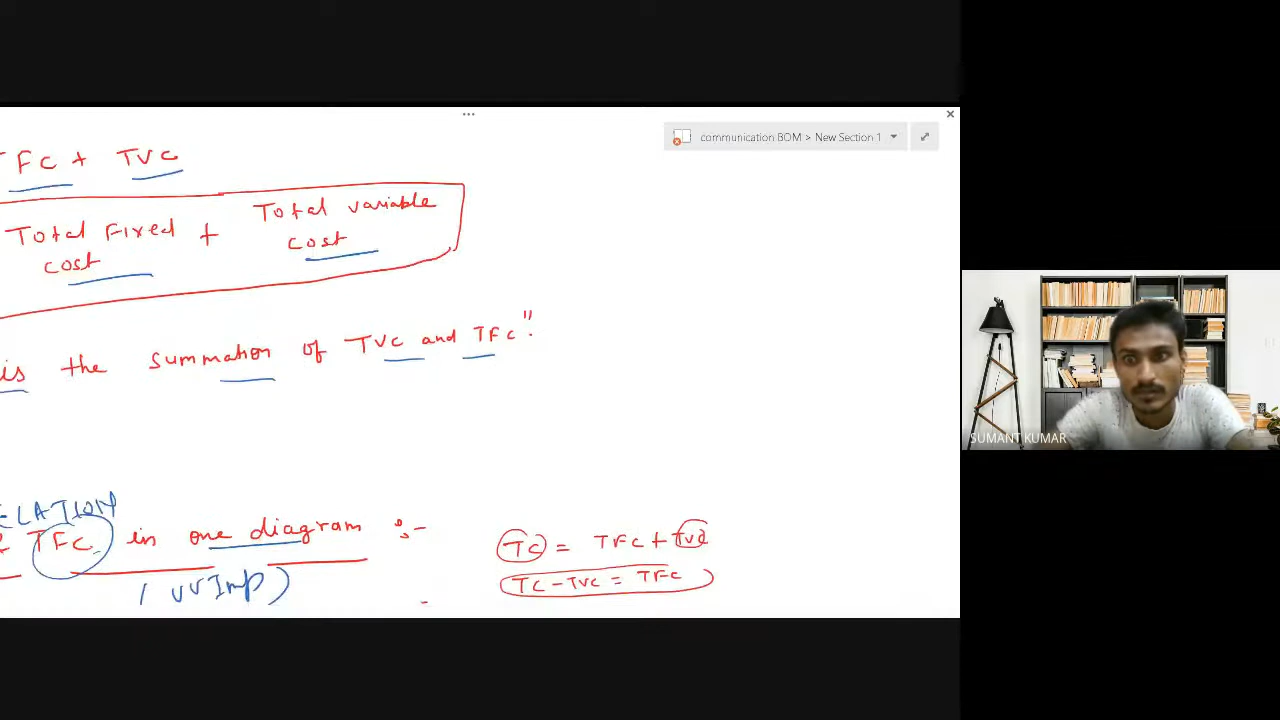 communication BOM > New Section 1
FC + TVC
Total Fixed + Total variable
cost cost
is the summation of TVC and TFC".
ELATION
& TFC in one diagram :-
(VVImp)
TC = TFC + TVC
TC - TVC = TFC
SUMANT KUMAR